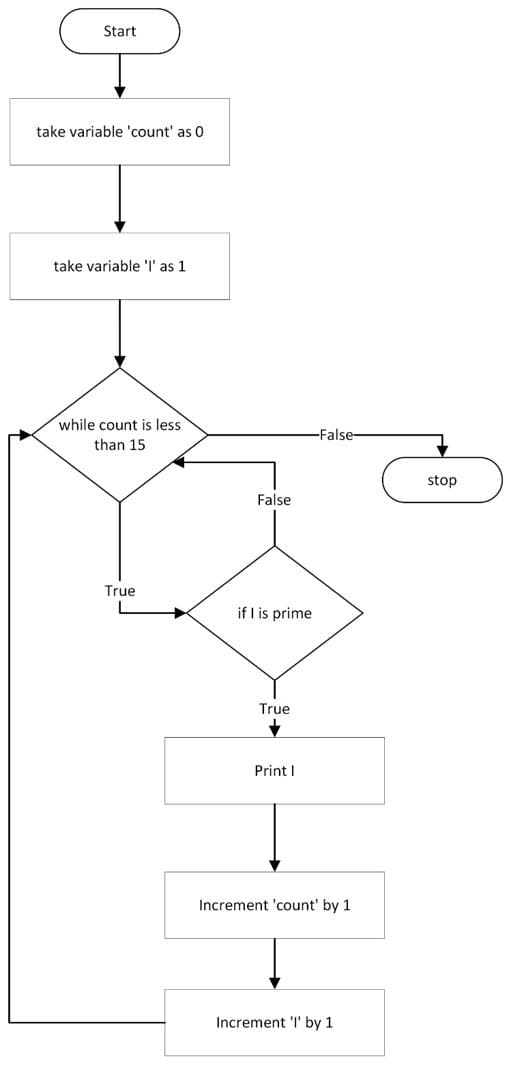 Start
take variable 'count' as 0
take variable 'I' as 1
while count is less
than 15
False
stop
False
True
if I is prime
True
Print I
Increment 'count' by 1
Increment 'I' by 1